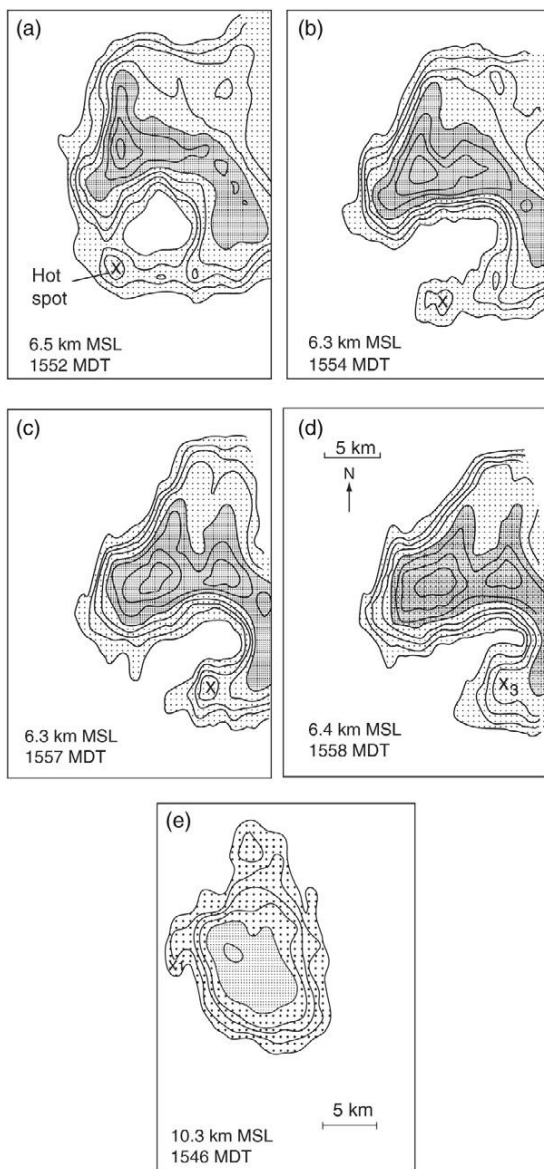 (a)
X
Hot
spot
6.5 km MSL
1552 MDT
(b)
X
6.3 km MSL
1554 MDT
(c)
X
6.3 km MSL
1557 MDT
(d)
5 km
N
X3
6.4 km MSL
1558 MDT
(e)
X
5 km
10.3 km MSL
1546 MDT